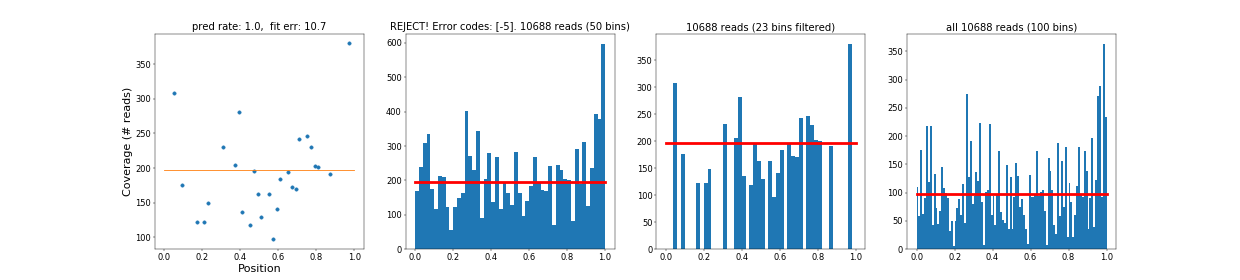 pred rate: 1.0,  fit err: 10.7
Coverage (# reads)
350
300
250
200
150
100
0.0 0.2 0.4 0.6 0.8 1.0
Position
REJECT! Error codes: [-5]. 10688 reads (50 bins)
600
500
400
300
200
100
0
0.0 0.2 0.4 0.6 0.8 1.0
10688 reads (23 bins filtered)
350
300
250
200
150
100
50
0
0.0 0.2 0.4 0.6 0.8 1.0
all 10688 reads (100 bins)
350
300
250
200
150
100
50
0
0.0 0.2 0.4 0.6 0.8 1.0